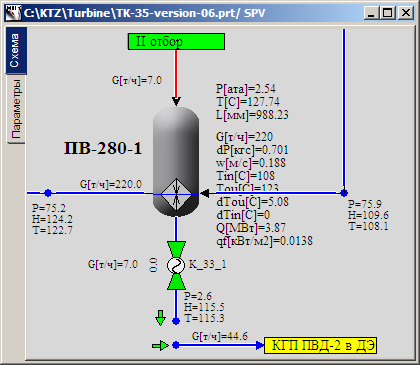 C:\KTZ\Turbine\TK-35-version-06.prt/ SPV
Схема
Параметры
II отбор
G[т/ч]=7.0
ПВ-280-1
P[ата]=2.54
T[C]=127.74
L[мм]=988.23
G[т/ч]=220
dP[кгс]=0.701
w[м/с]=0.188
Tin[C]=108
Tou[C]=123
dTou[C]=5.08
dTin[C]=0
Q[МВт]=3.87
qf[кВт/м2]=0.0138
G[т/ч]=220.0
P=75.2
H=124.2
T=122.7
P=75.9
H=109.6
T=108.1
G[т/ч]=7.0
0.0
K_33_1
P=2.6
H=115.5
T=115.3
G[т/ч]=44.6
КГП ПВД-2 в ДЭ